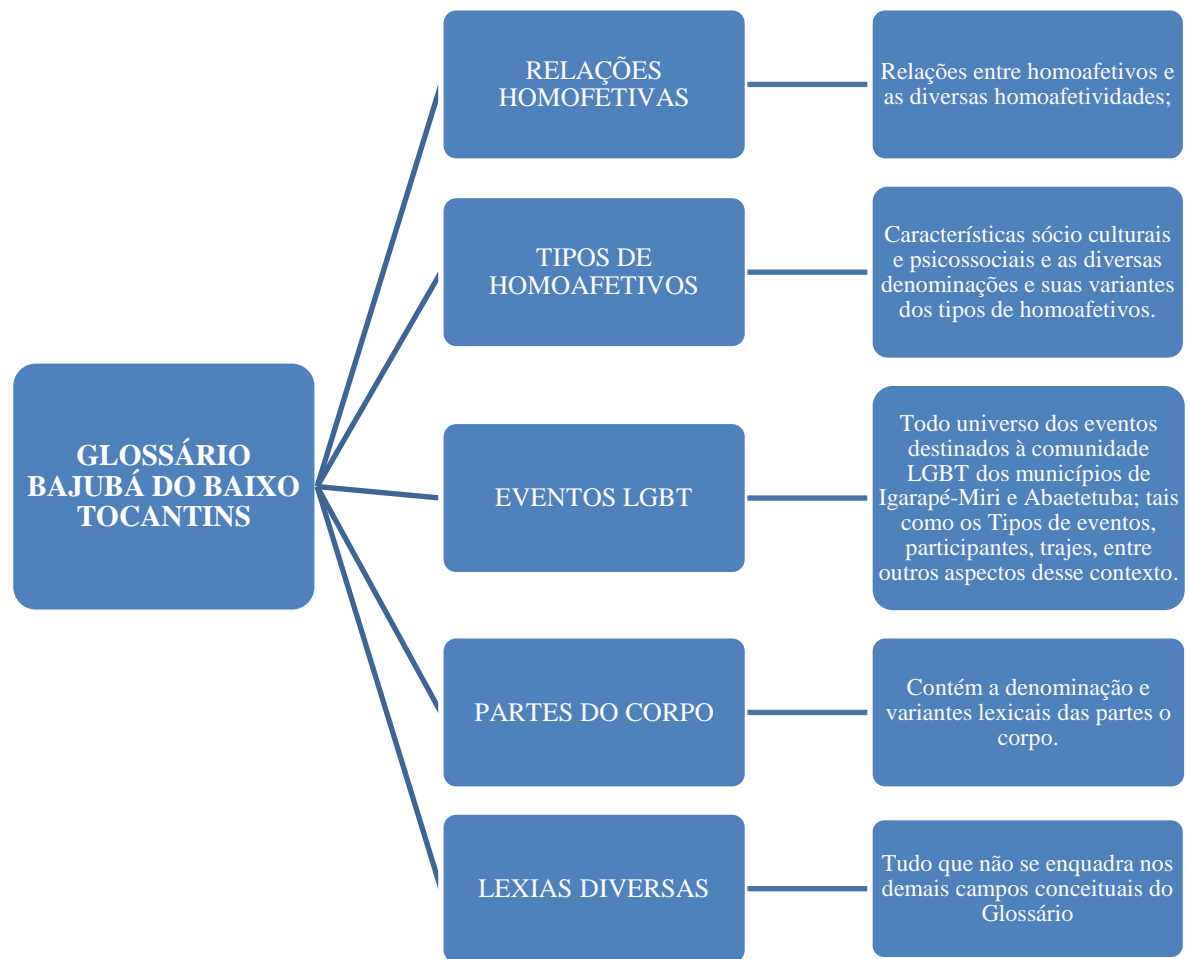 GLOSSÁRIO
BAJUBÁ DO BAIXO
TOCANTINS
RELAÇÕES
HOMOFETIVAS
Relações entre homoafetivos e
as diversas homoafetividades;
TIPOS DE
HOMOAFETIVOS
Características sócio culturais
e psicossociais e as diversas
denominações e suas variantes
dos tipos de homoafetivos.
EVENTOS LGBT
Todo universo dos eventos
destinados à comunidade
LGBT dos municípios de
Igarapé-Miri e Abaetetuba; tais
como os Tipos de eventos,
participantes, trajes, entre
outros aspectos desse contexto.
PARTES DO CORPO
Contém a denominação e
variantes lexicais das partes o
corpo.
LEXIAS DIVERSAS
Tudo que não se enquadra nos
demais campos conceituais do
Glossário